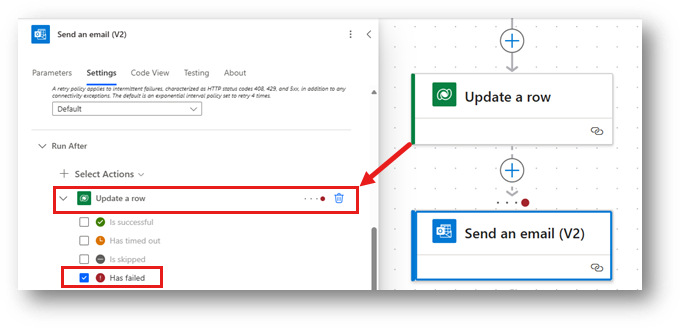 Send an email (V2)
Parameters Settings Code View Testing About
A retry policy applies to intermittent failures, characterized as HTTP status codes 408, 429, and 5xx, in addition to any
connectivity exceptions. The default is an exponential interval policy set to retry 4 times.
Default
Run After
Select Actions
Update a row
Is successful
Has timed out
Is skipped
Has failed
Update a row
Send an email (V2)